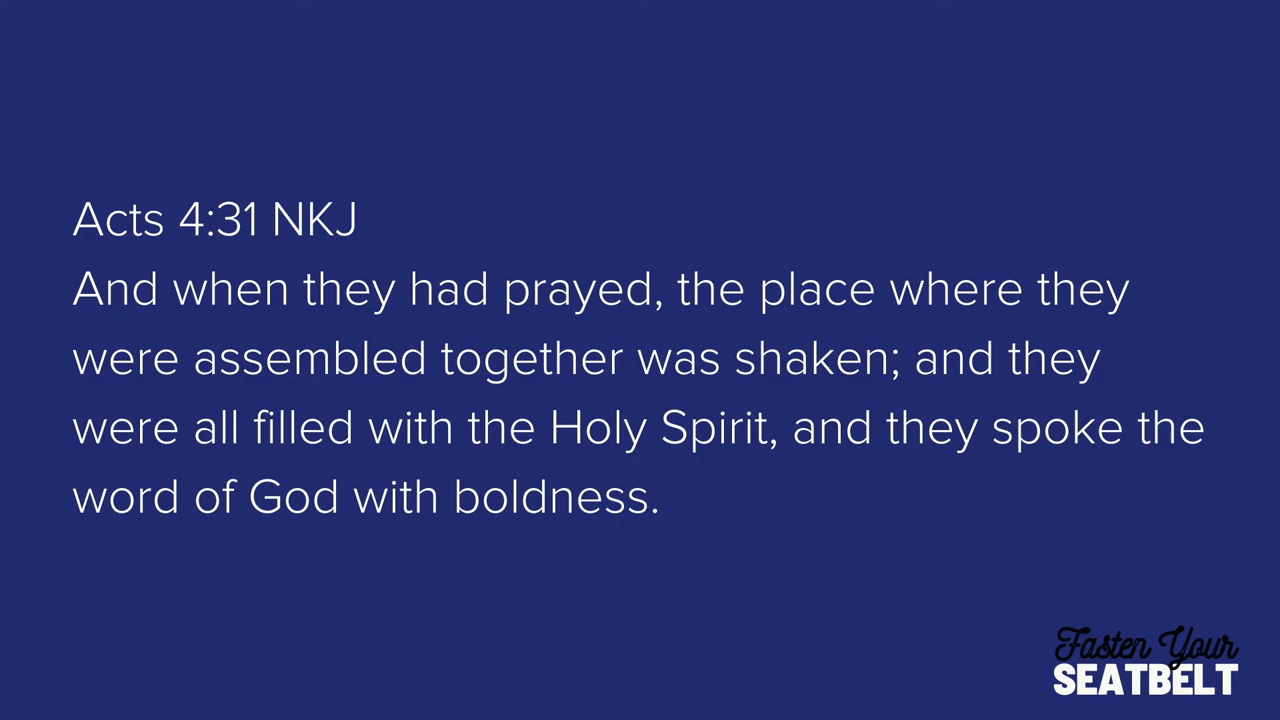 Acts 4:31 NKJ
And when they had prayed, the place where they
were assembled together was shaken; and they
were all filled with the Holy Spirit, and they spoke the
word of God with boldness.
Fasten Your
SEATBELT